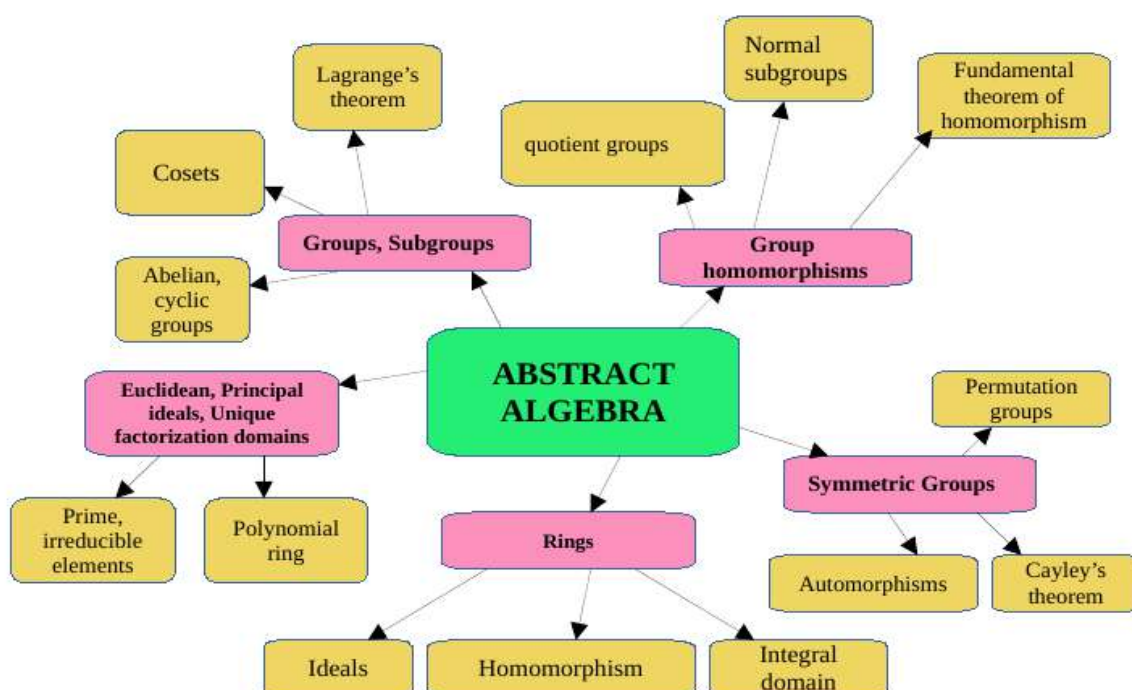 Lagrange’s
theorem
Cosets
Groups, Subgroups
Abelian,
cyclic
groups
Normal
subgroups
quotient groups
Fundamental
theorem of
homomorphism
Group
homomorphisms
ABSTRACT
ALGEBRA
Euclidean, Principal
ideals, Unique
factorization domains
Prime,
irreducible
elements
Polynomial
ring
Permutation
groups
Symmetric Groups
Automorphisms
Cayley’s
theorem
Rings
Ideals
Homomorphism
Integral
domain